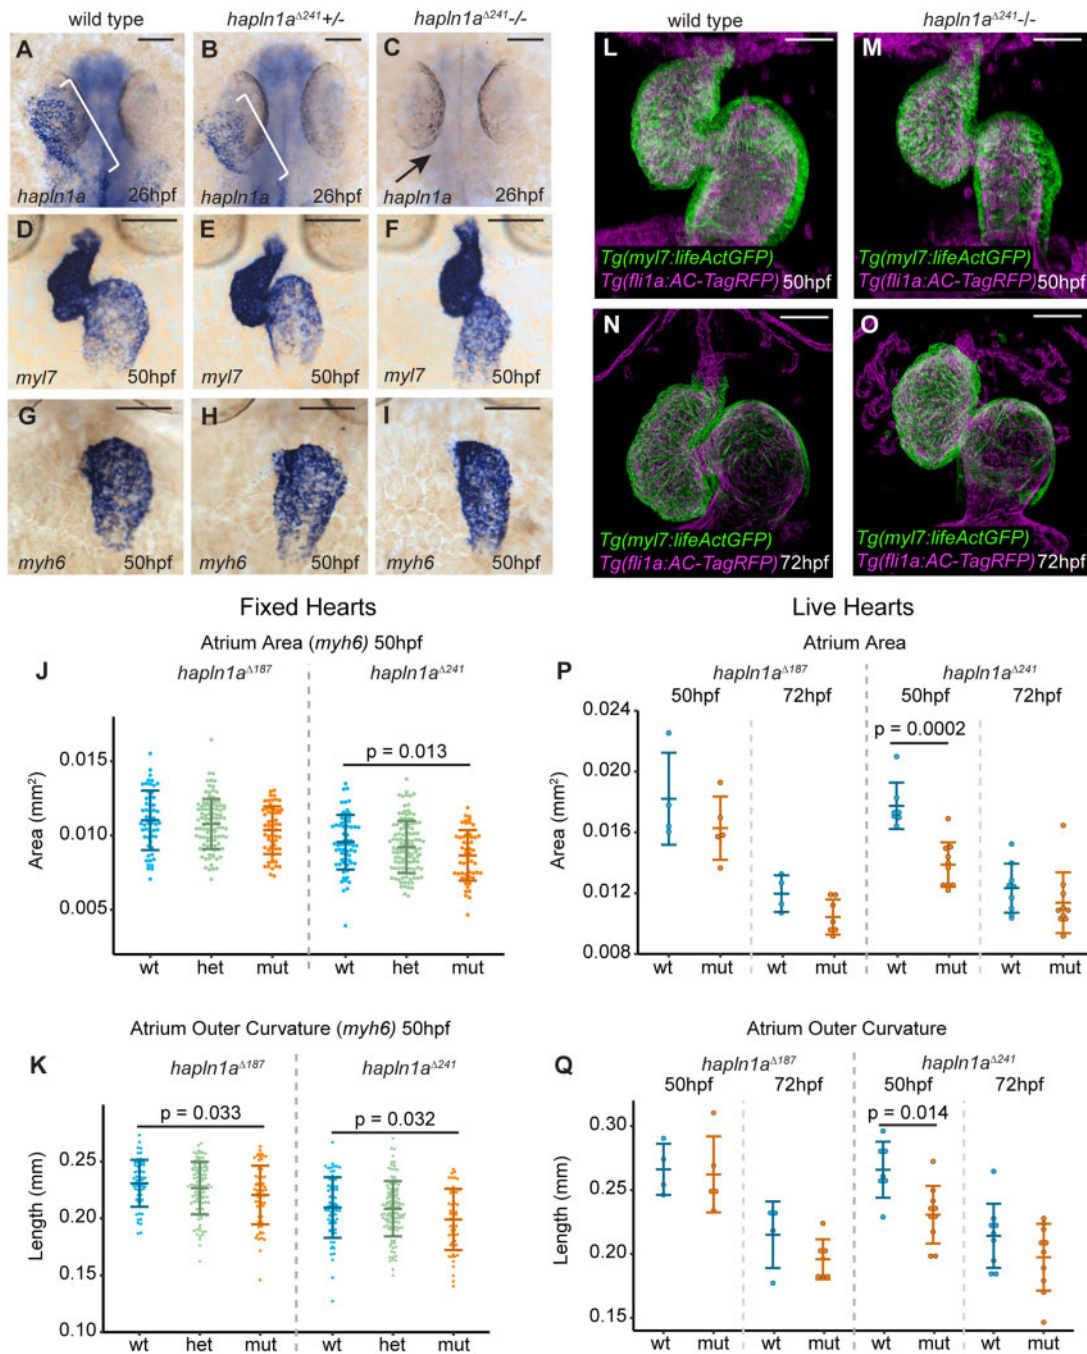 wild type
hapln1aΔ241+/-
hapln1aΔ241-/-
A
hapln1a
26hpf
B
hapln1a
26hpf
C
hapln1a
26hpf
D
myl7
50hpf
E
myl7
50hpf
F
myl7
50hpf
G
myh6
50hpf
H
myh6
50hpf
I
myh6
50hpf
wild type
hapln1aΔ241-/-
L
Tg(myl7:lifeActGFP)
Tg(fli1a:AC-TagRFP)
50hpf
M
Tg(myl7:lifeActGFP)
Tg(fli1a:AC-TagRFP)
50hpf
N
Tg(myl7:lifeActGFP)
Tg(fli1a:AC-TagRFP)
72hpf
O
Tg(myl7:lifeActGFP)
Tg(fli1a:AC-TagRFP)
72hpf
Fixed Hearts
Atrium Area (myh6) 50hpf
J
hapln1aΔ187
hapln1aΔ241
p = 0.013
Area (mm²)
0.015
0.010
0.005
wt het mut wt het mut
Atrium Outer Curvature (myh6) 50hpf
K
hapln1aΔ187
hapln1aΔ241
p = 0.033
p = 0.032
Length (mm)
0.25
0.20
0.15
0.10
wt het mut wt het mut
Live Hearts
Atrium Area
P
hapln1aΔ187
hapln1aΔ241
50hpf 72hpf 50hpf 72hpf
p = 0.0002
Area (mm²)
0.024
0.020
0.016
0.012
0.008
wt mut wt mut wt mut wt mut
Atrium Outer Curvature
Q
hapln1aΔ187
hapln1aΔ241
50hpf 72hpf 50hpf 72hpf
p = 0.014
Length (mm)
0.30
0.25
0.20
0.15
wt mut wt mut wt mut wt mut